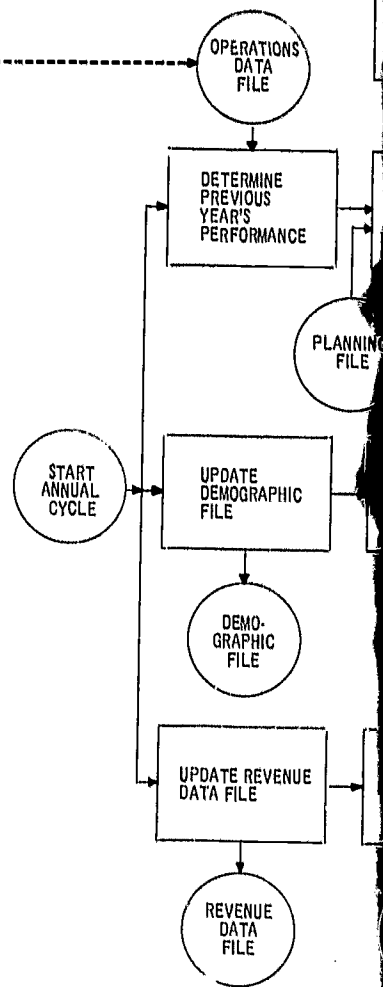 OPERATIONS
DATA
FILE
DETERMINE
PREVIOUS
YEAR'S
PERFORMANCE
PLANNING
FILE
START
ANNUAL
CYCLE
UPDATE
DEMOGRAPHIC
FILE
DEMO-
GRAPHIC
FILE
UPDATE REVENUE
DATA FILE
REVENUE
DATA
FILE